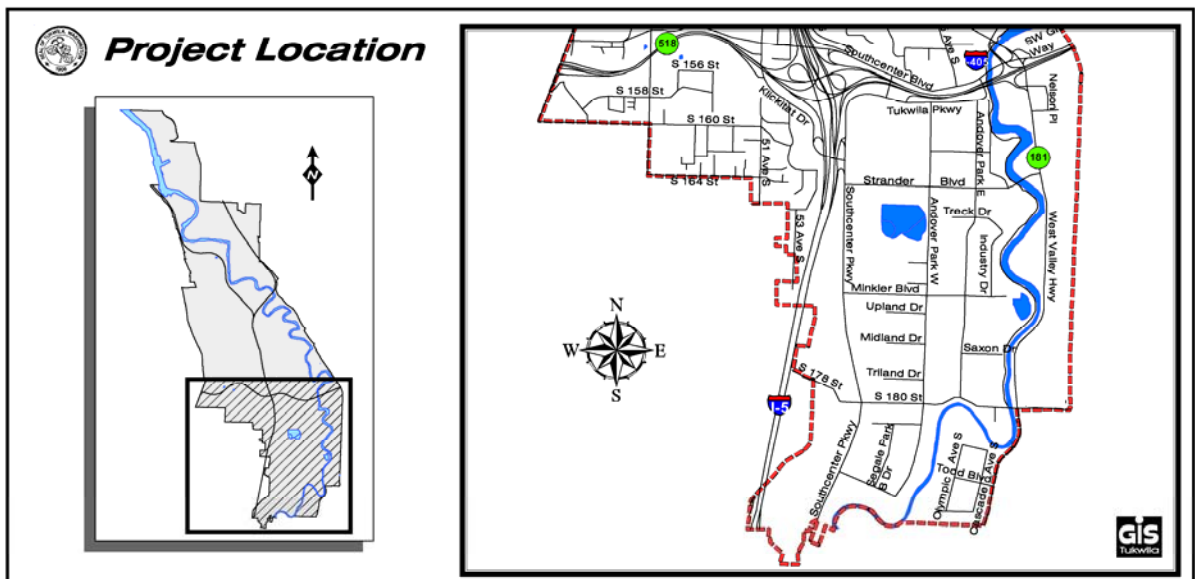 Project Location
N
518
S 156 St
S 158 St
S 160 St
S 164 St
Klickitat Dr
51 Ave S
53 Ave S
Southcenter Blvd
I-405
SW
Way
Nelson Pl
181
Tukwila Pkwy
Andover Park E
Strander Blvd
Southcenter Pkwy
Andover Park W
Treck Dr
Industry Dr
West Valley Hwy
Minkler Blvd
Upland Dr
Midland Dr
Saxon Dr
Triland Dr
S 178 St
S 180 St
I-5
N
W
E
S
Southcenter Pkwy
Segale Park
B Dr
Olympic Ave S
Todd Blvd
Cascade Ave S
GIS
Tukwila